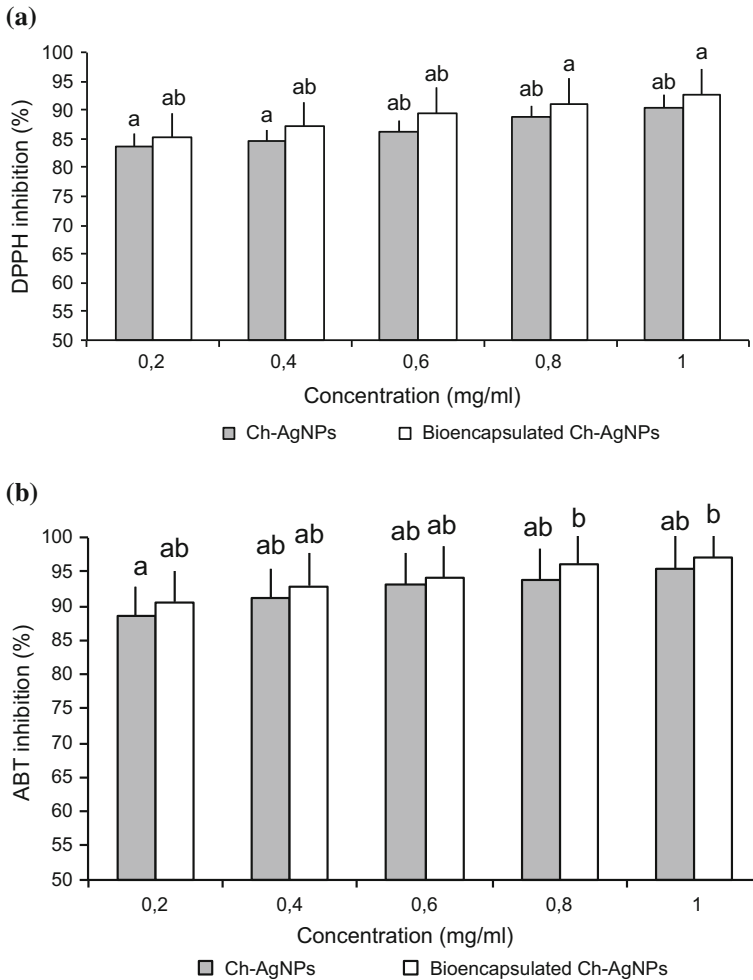 (a)
100
95
90
85
80
75
70
65
60
55
50
DPPH inhibition (%)
a ab a ab ab ab ab a ab a
0,2 0,4 0,6 0,8 1
Concentration (mg/ml)
Ch-AgNPs Bioencapsulated Ch-AgNPs
(b)
100
95
90
85
80
75
70
65
60
55
50
ABT inhibition (%)
a ab ab ab ab ab ab b ab b
0,2 0,4 0,6 0,8 1
Concentration (mg/ml)
Ch-AgNPs Bioencapsulated Ch-AgNPs